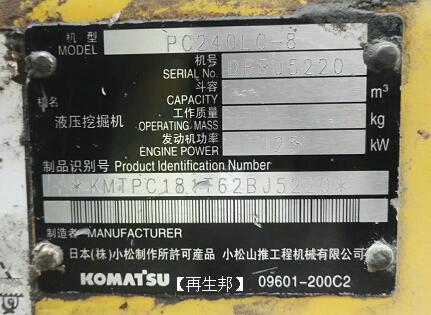 机 型
MODEL PC240LC-8
机号
SERIAL No. DBBJ5220
斗容
CAPACITY m³
名
工作质量
液压挖掘机 OPERATING MASS kg
发动机功率
ENGINE POWER kW
制品识别号 Product Identification Number
*KMTPC181T62BJ5220*
制造者 MANUFACTURER
日本(株)小松制作所許可産品 小松山推工程机械有限公司
KOMATSU 【再生邦】 09601-200C2